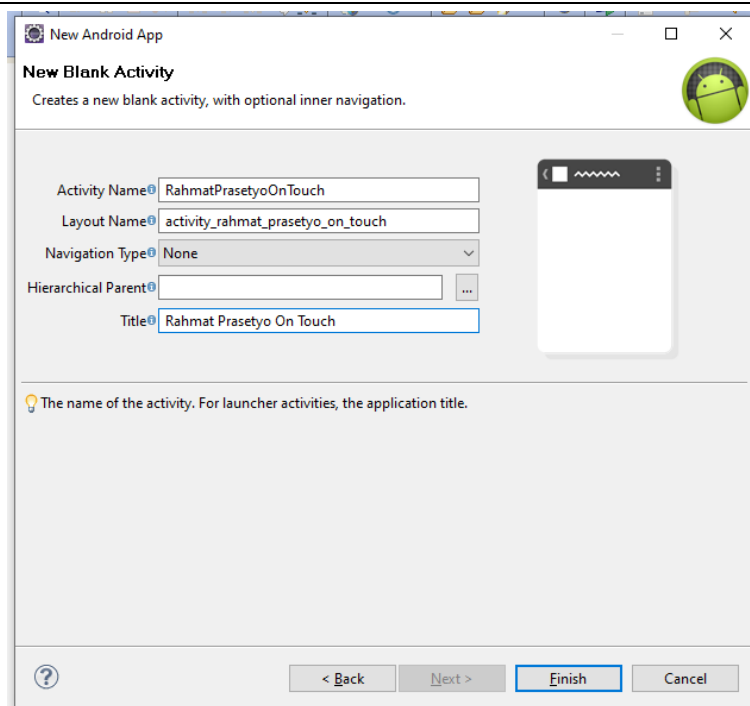 New Android App
New Blank Activity
Creates a new blank activity, with optional inner navigation.
Activity Name RahmatPrasetyoOnTouch
Layout Name activity_rahmat_prasetyo_on_touch
Navigation Type None
Hierarchical Parent ...
Title Rahmat Prasetyo On Touch
The name of the activity. For launcher activities, the application title.
? < Back Next > Finish Cancel